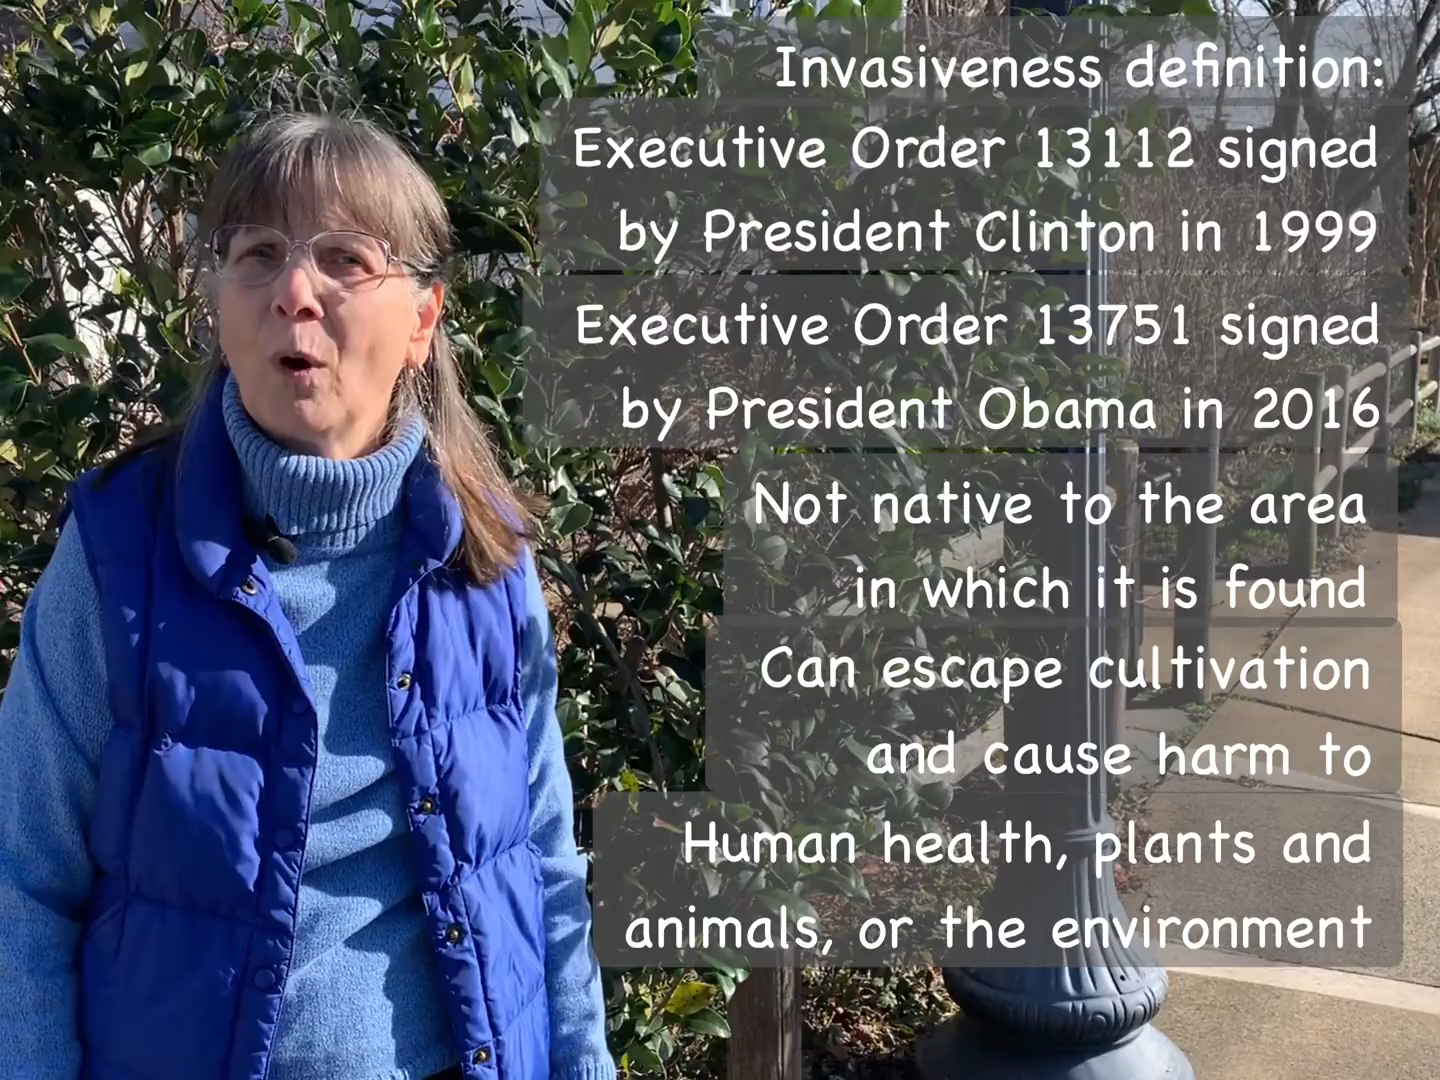 Invasiveness definition:
Executive Order 13112 signed
by President Clinton in 1999
Executive Order 13751 signed
by President Obama in 2016
Not native to the area
in which it is found
Can escape cultivation
and cause harm to
Human health, plants and
animals, or the environment